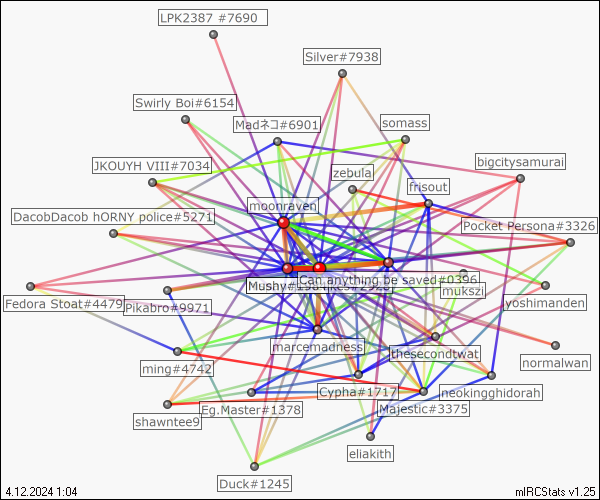 LPK2387 #7690
Silver#7938
Swirly Boi#6154
Madネコ#6901
somass
bigcitysamurai
JKOUYH VIII#7034
zebula
frisout
moonraven
DacobDacob hORNY police#5271
Pocket Persona#3326
Mushy#1984
Can anything be saved#0396
mukszi
Fedora Stoat#4479
Pikabro#9971
yoshimanden
marcemadness
thesecondtwat
normalwan
ming#4742
Cypha#1717
neokingghidorah
Eg.Master#1378
Majestic#3375
shawntee9
eliakith
Duck#1245
4.12.2024 1:04
mIRCStats v1.25